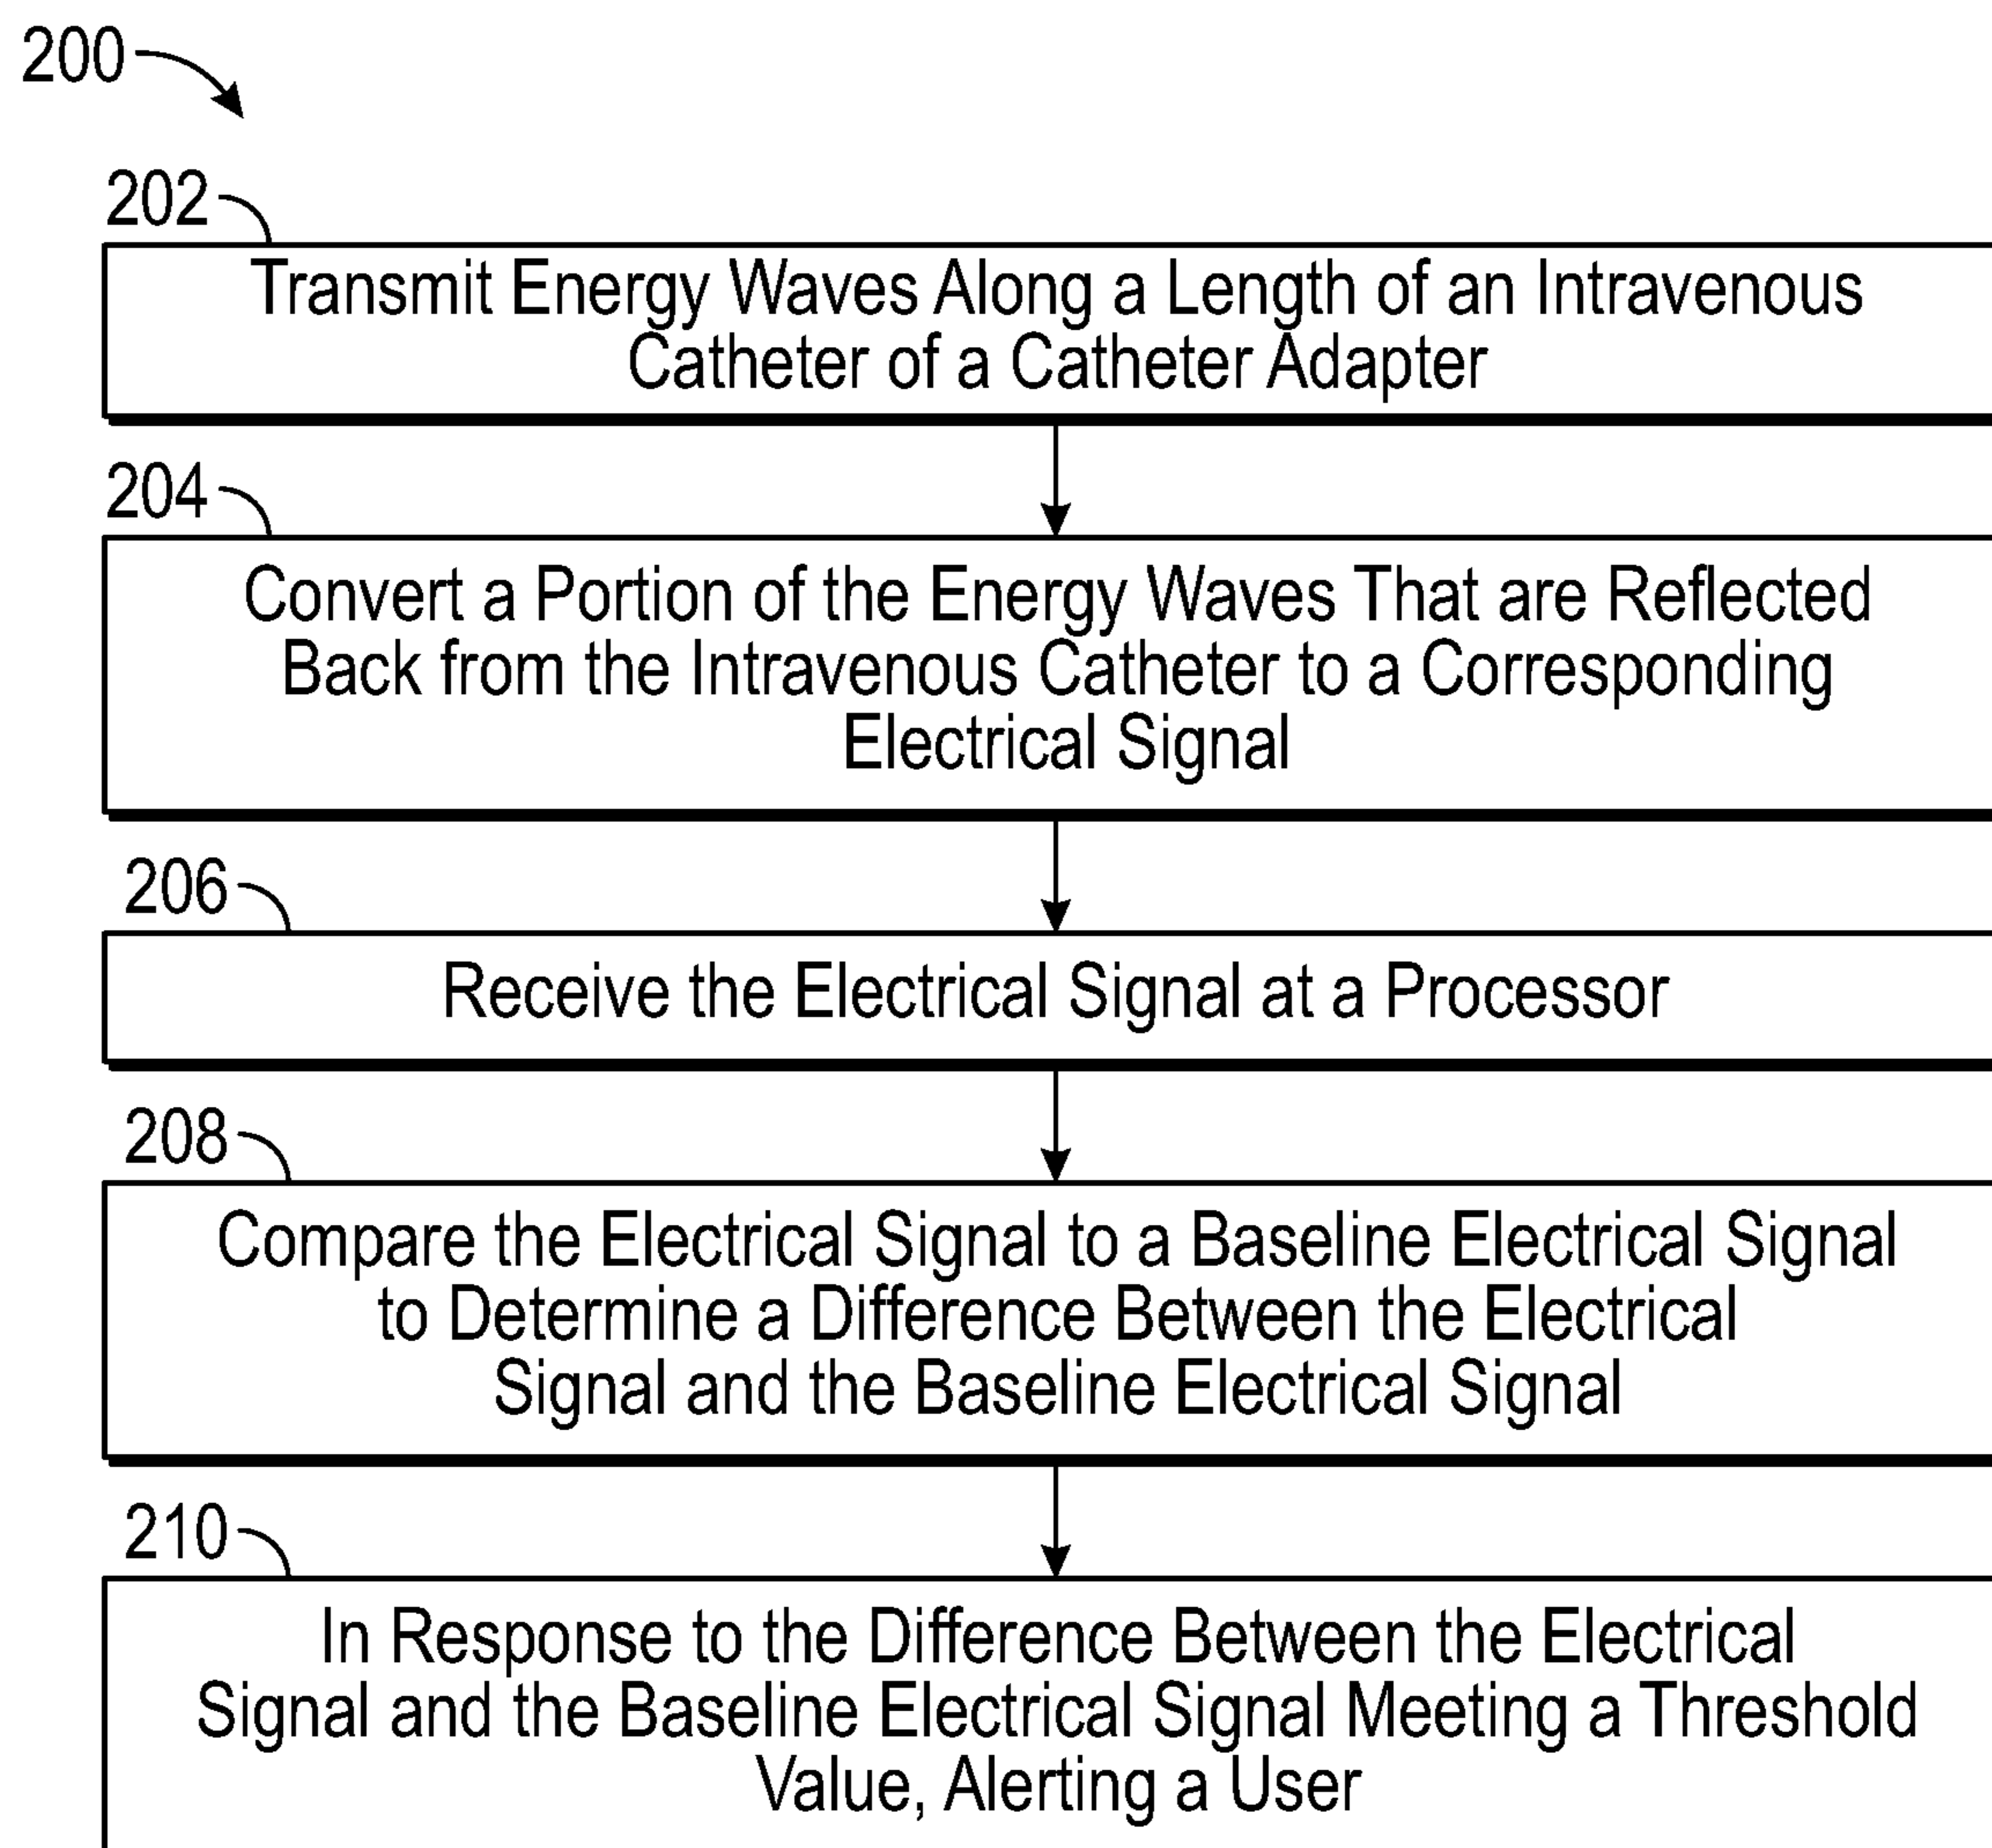 200
202
Transmit Energy Waves Along a Length of an Intravenous
Catheter of a Catheter Adapter
204
Convert a Portion of the Energy Waves That are Reflected
Back from the Intravenous Catheter to a Corresponding
Electrical Signal
206
Receive the Electrical Signal at a Processor
208
Compare the Electrical Signal to a Baseline Electrical Signal
to Determine a Difference Between the Electrical
Signal and the Baseline Electrical Signal
210
In Response to the Difference Between the Electrical
Signal and the Baseline Electrical Signal Meeting a Threshold
Value, Alerting a User